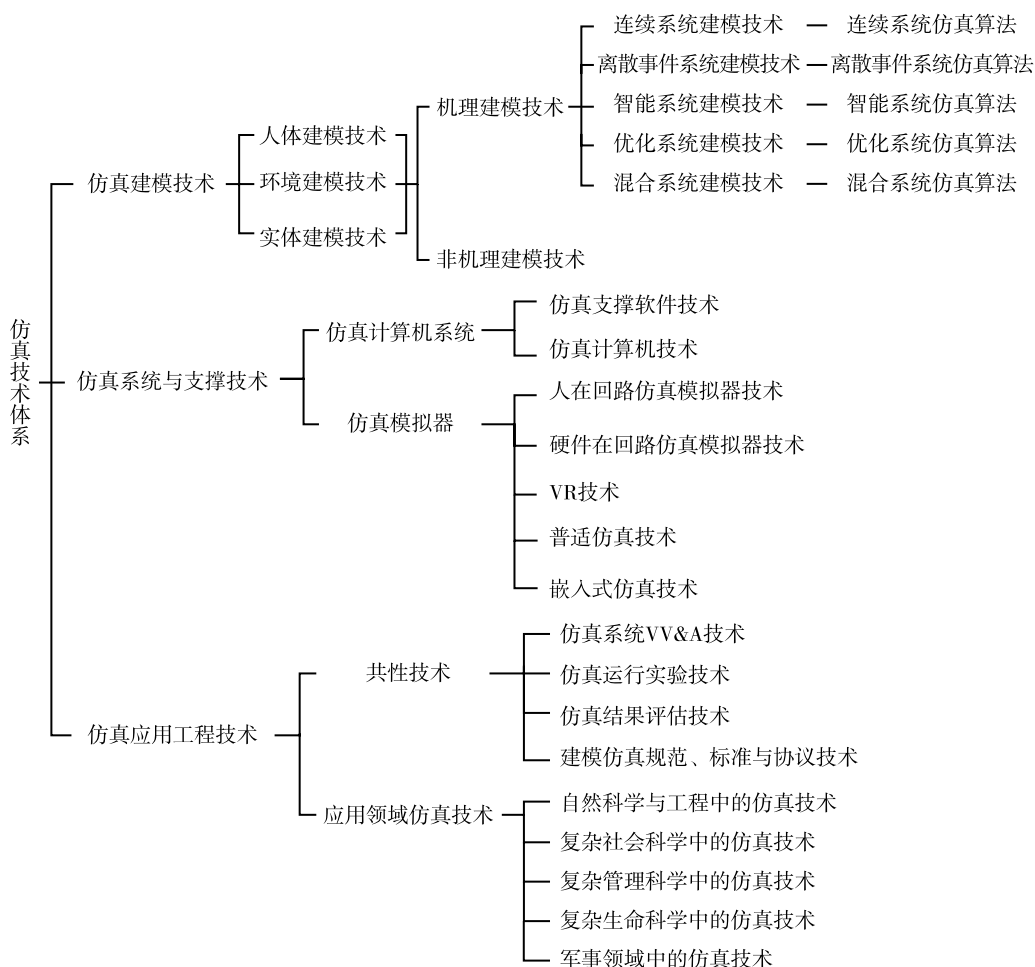 仿真技术体系
仿真建模技术
人体建模技术
环境建模技术
实体建模技术
机理建模技术
连续系统建模技术
连续系统仿真算法
离散事件系统建模技术
离散事件系统仿真算法
智能系统建模技术
智能系统仿真算法
优化系统建模技术
优化系统仿真算法
混合系统建模技术
混合系统仿真算法
非机理建模技术
仿真系统与支撑技术
仿真计算机系统
仿真支撑软件技术
仿真计算机技术
仿真模拟器
人在回路仿真模拟器技术
硬件在回路仿真模拟器技术
VR技术
普适仿真技术
嵌入式仿真技术
仿真应用工程技术
共性技术
仿真系统VV&A技术
仿真运行实验技术
仿真结果评估技术
建模仿真规范、标准与协议技术
应用领域仿真技术
自然科学与工程中的仿真技术
复杂社会科学中的仿真技术
复杂管理科学中的仿真技术
复杂生命科学中的仿真技术
军事领域中的仿真技术